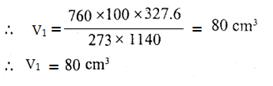 ∴ V₁ = 760 ×100 ×327.6 / 273 ×1140 = 80 cm³
∴ V₁ = 80 cm³